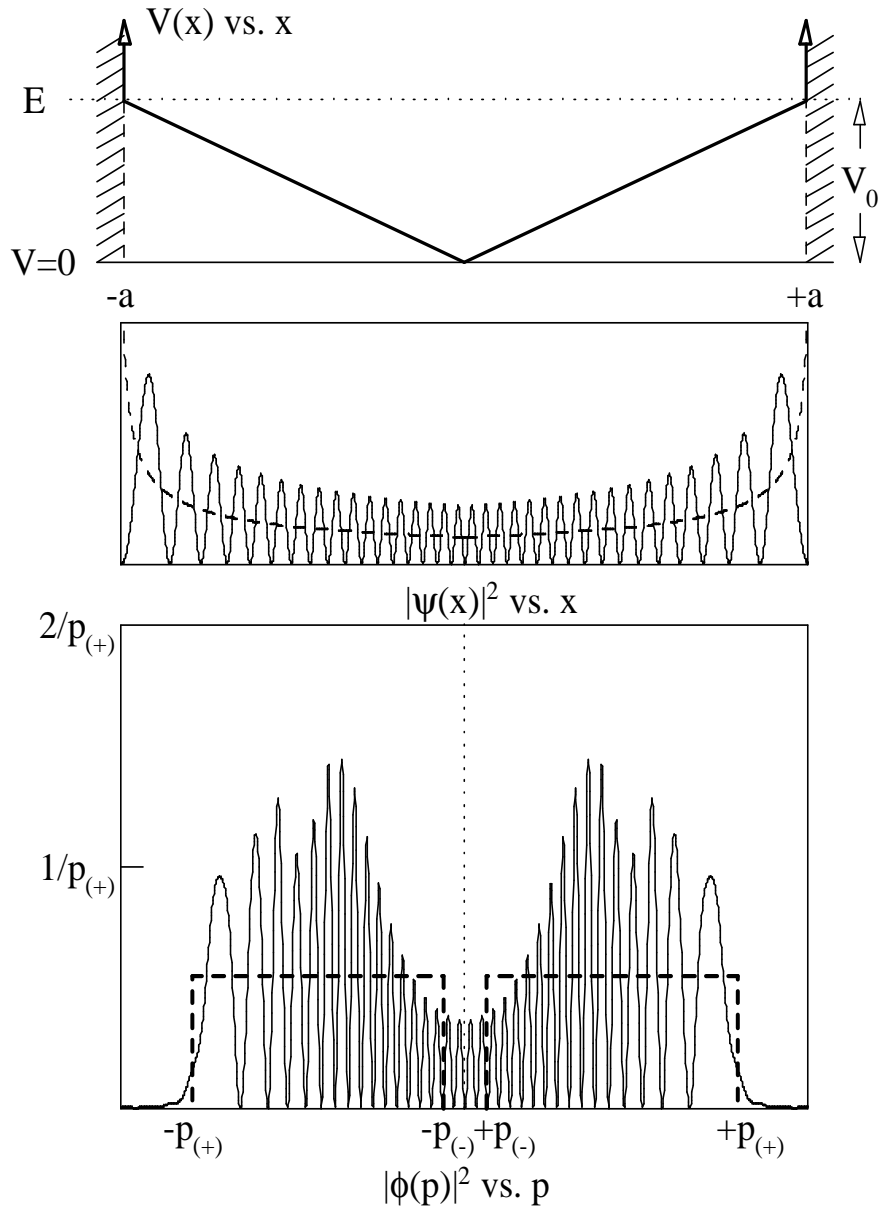 V(x) vs. x
E
V₀
V=0
-a +a
|ψ(x)|² vs. x
2/p₍₊₎
1/p₍₊₎
-p₍₊₎ -p₍₋₎ +p₍₋₎ +p₍₊₎
|ϕ(p)|² vs. p